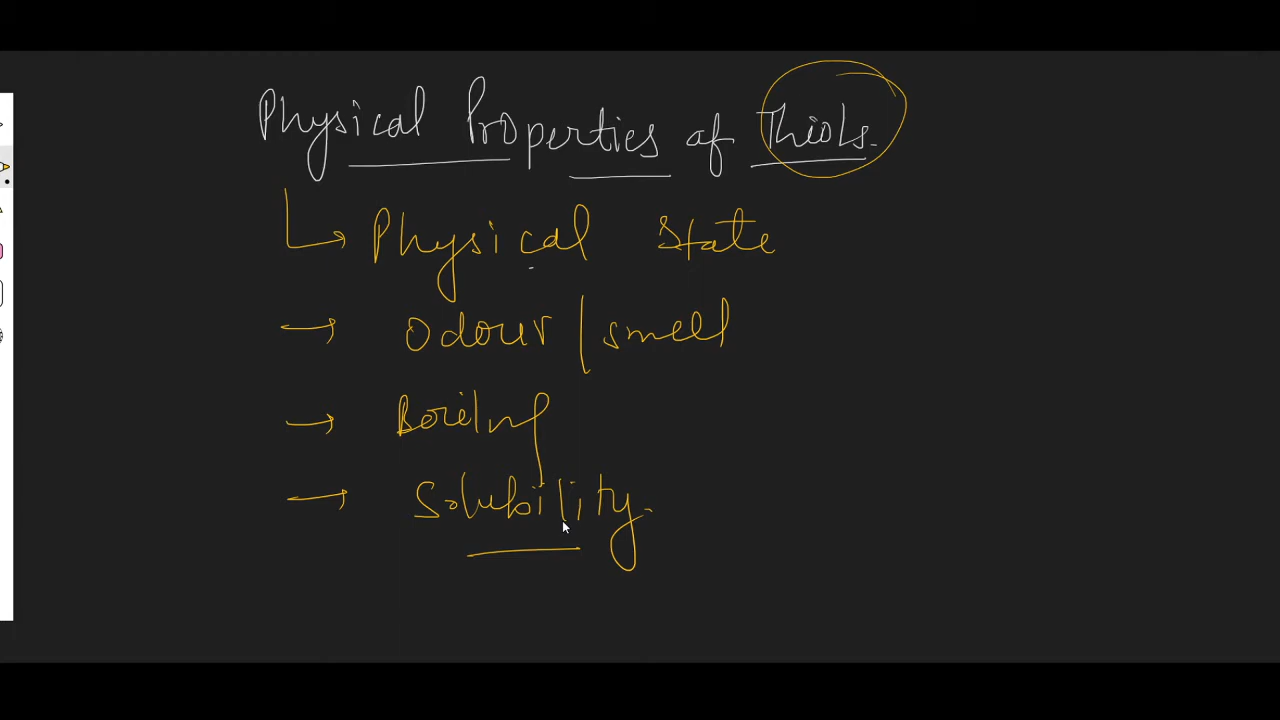 Physical Properties of Thiols.
Physical State
Odour | smell
Boiling
Solubility.